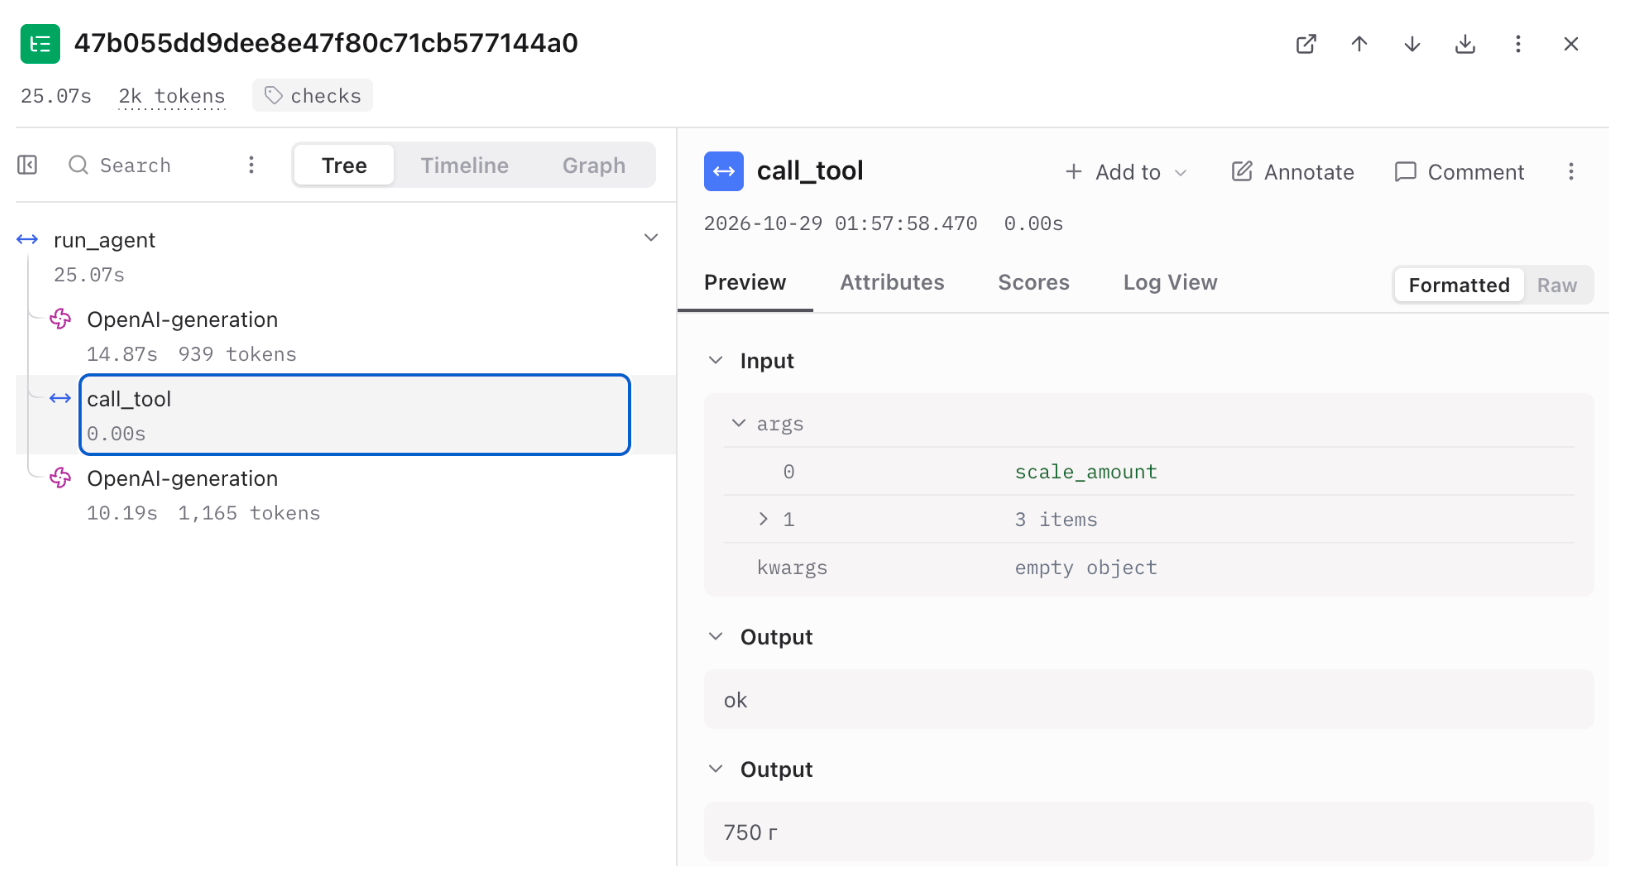 47b055dd9dee8e47f80c71cb577144a0
25.07s 2k tokens checks
Search Tree Timeline Graph
run_agent
25.07s
OpenAI-generation
14.87s 939 tokens
call_tool
0.00s
OpenAI-generation
10.19s 1,165 tokens
call_tool Add to Annotate Comment
2026-10-29 01:57:58.470 0.00s
Preview Attributes Scores Log View Formatted Raw
Input
args
0 scale_amount
1 3 items
kwargs empty object
Output
ok
Output
750 г